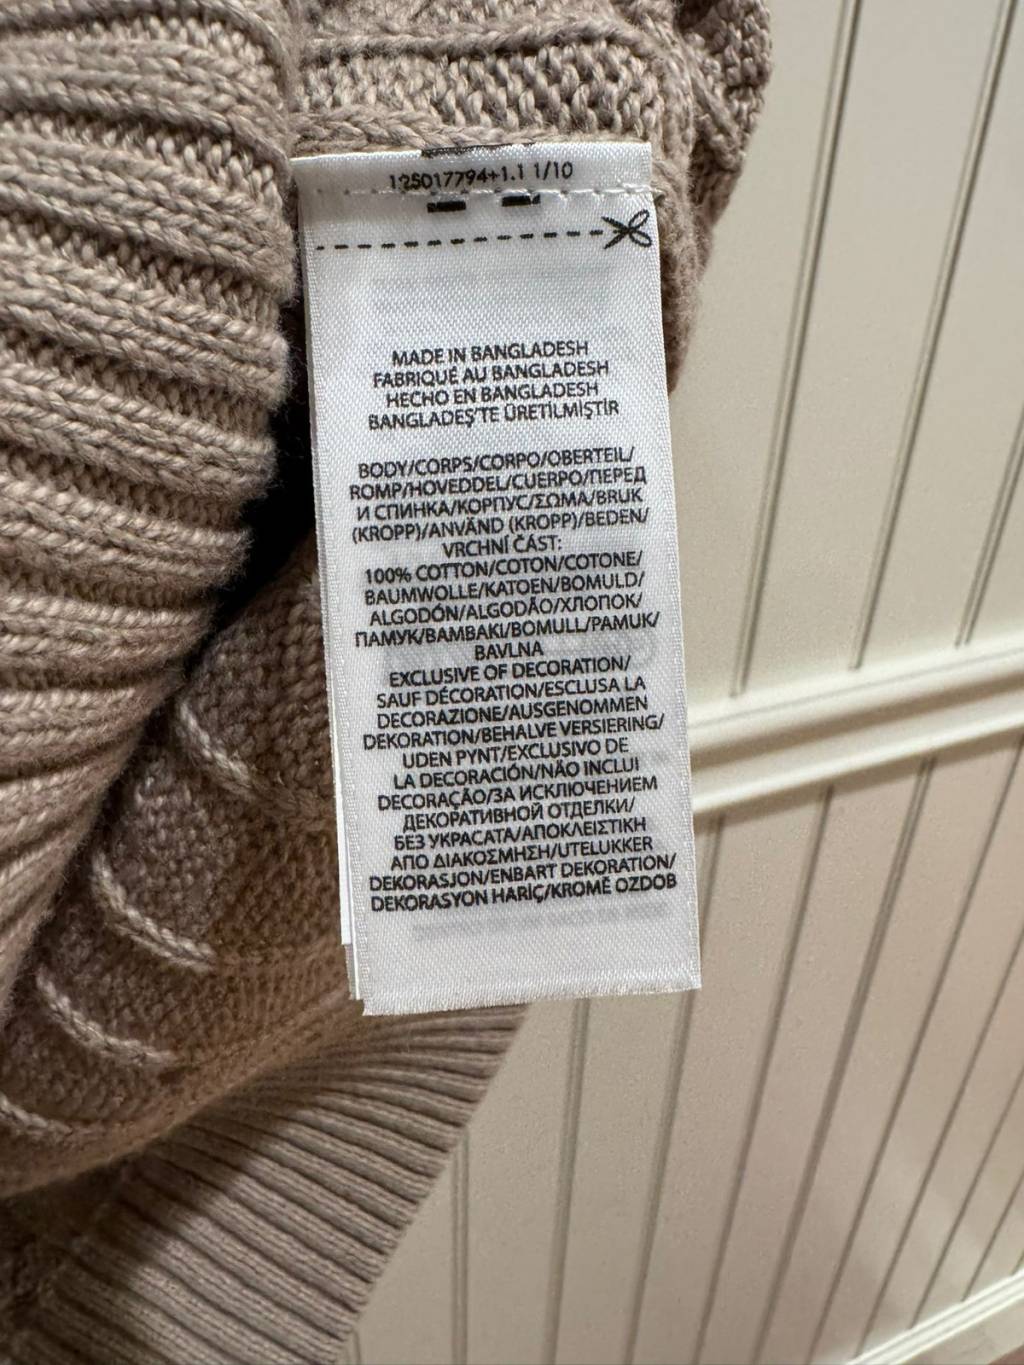 125017794+1.1 1/10
MADE IN BANGLADESH
FABRIQUÉ AU BANGLADESH
HECHO EN BANGLADESH
BANGLADEŞ'TE ÜRETİLMİŞTİR
BODY/CORPS/CORPO/OBERTEIL/
ROMP/HOVEDDEL/CUERPO/ПЕРЕД
И СПИНКА/КОРПУС/ΣΩΜΑ/BRUK
(KROPP)/ANVÄND (KROPP)/BEDEN/
VRCHNÍ ČÁST:
100% COTTON/COTON/COTONE/
BAUMWOLLE/KATOEN/BOMULD/
ALGODÓN/ALGODÃO/ХЛОПОК/
ПАМУК/ΒΑΜΒΑΚΙ/BOMULL/PAMUK/
BAVLNA
EXCLUSIVE OF DECORATION/
SAUF DÉCORATION/ESCLUSA LA
DECORAZIONE/AUSGENOMMEN
DEKORATION/BEHALVE VERSIERING/
UDEN PYNT/EXCLUSIVO DE
LA DECORACIÓN/NÃO INCLUI
DECORAÇÃO/ЗА ИСКЛЮЧЕНИЕМ
ДЕКОРАТИВНОЙ ОТДЕЛКИ/
БЕЗ УКРАСАТА/ΑΠΟΚΛΕΙΣΤΙΚΗ
ΑΠΟ ΔΙΑΚΟΣΜΗΣΗ/UTELUKKER
DEKORASJON/ENBART DEKORATION/
DEKORASYON HARİÇ/KROMĚ OZDOB